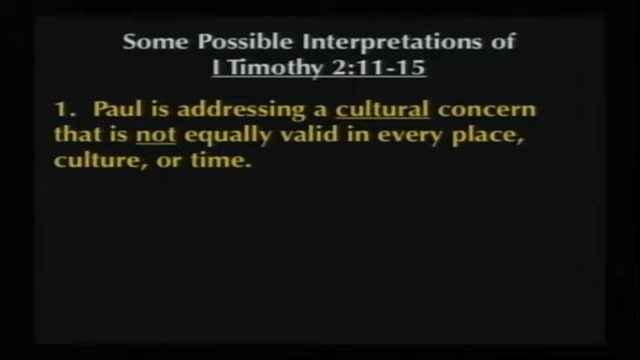 Some Possible Interpretations of
I Timothy 2:11-15
1. Paul is addressing a cultural concern
that is not equally valid in every place,
culture, or time.